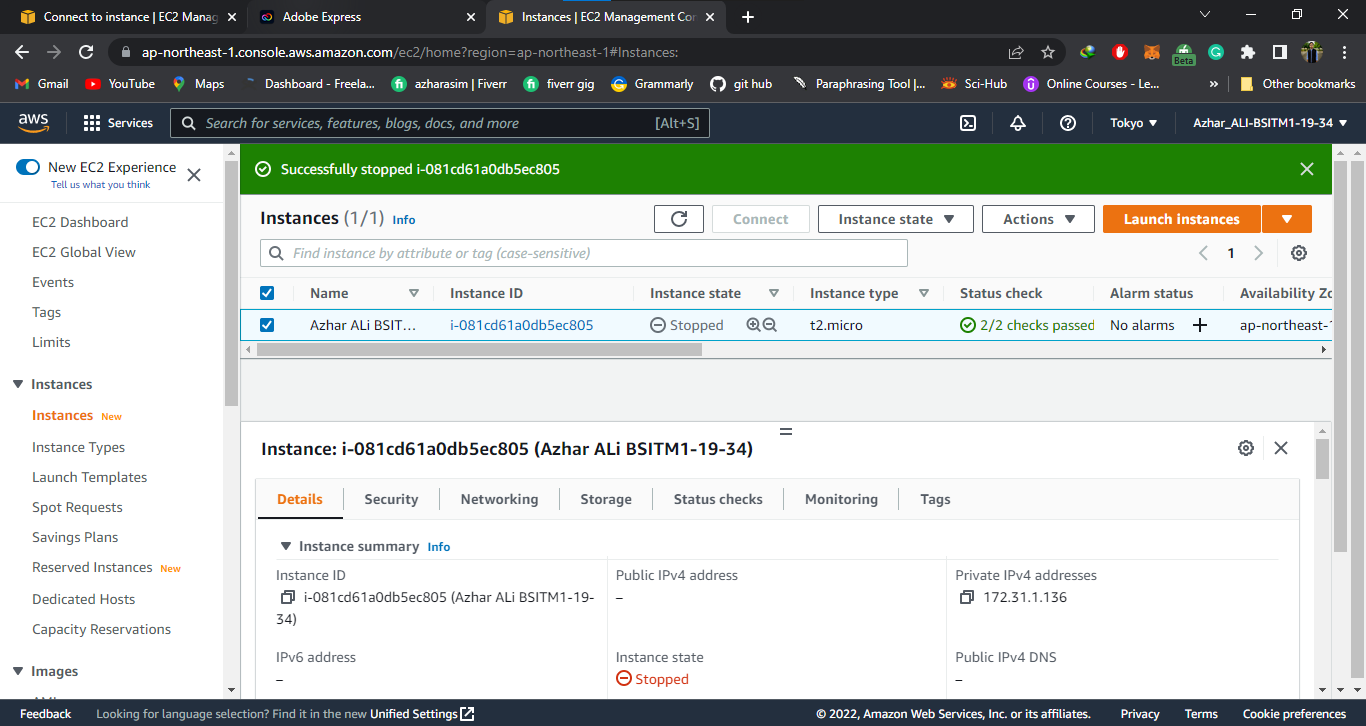 Connect to instance | EC2 Manag
Adobe Express
Instances | EC2 Management Con
ap-northeast-1.console.aws.amazon.com/ec2/home?region=ap-northeast-1#Instances:
Beta
Gmail
YouTube
Maps
Dashboard - Freela...
azharasim | Fiverr
fiverr gig
Grammarly
git hub
Paraphrasing Tool |...
Sci-Hub
Online Courses - Le...
»
Other bookmarks
aws
Services
Search for services, features, blogs, docs, and more
[Alt+S]
Tokyo
Azhar_ALI-BSITM1-19-34
New EC2 Experience
Tell us what you think
EC2 Dashboard
EC2 Global View
Events
Tags
Limits
Instances
Instances New
Instance Types
Launch Templates
Spot Requests
Savings Plans
Reserved Instances New
Dedicated Hosts
Capacity Reservations
Images
Successfully stopped i-081cd61a0db5ec805
Instances (1/1) Info
Connect
Instance state
Actions
Launch instances
Find instance by attribute or tag (case-sensitive)
1
Name
Instance ID
Instance state
Instance type
Status check
Alarm status
Availability Zo
Azhar ALi BSIT...
i-081cd61a0db5ec805
Stopped
t2.micro
2/2 checks passed
No alarms
ap-northeast-1
Instance: i-081cd61a0db5ec805 (Azhar ALi BSITM1-19-34)
Details
Security
Networking
Storage
Status checks
Monitoring
Tags
Instance summary Info
Instance ID
i-081cd61a0db5ec805 (Azhar ALi BSITM1-19-
34)
Public IPv4 address
–
Private IPv4 addresses
172.31.1.136
IPv6 address
–
Instance state
Stopped
Public IPv4 DNS
–
Feedback
Looking for language selection? Find it in the new Unified Settings
© 2022, Amazon Web Services, Inc. or its affiliates.
Privacy
Terms
Cookie preferences